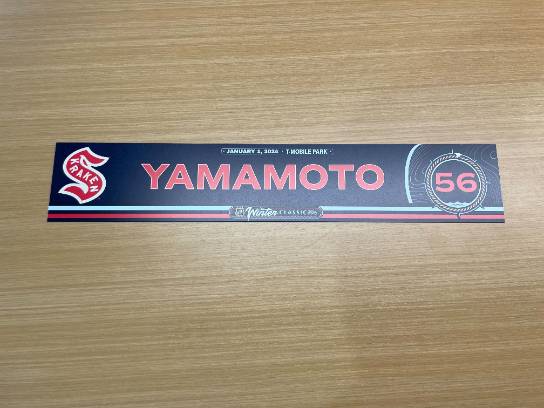 JANUARY 1, 2024 · T-MOBILE PARK
KRAKEN
YAMAMOTO
56
Winter CLASSIC